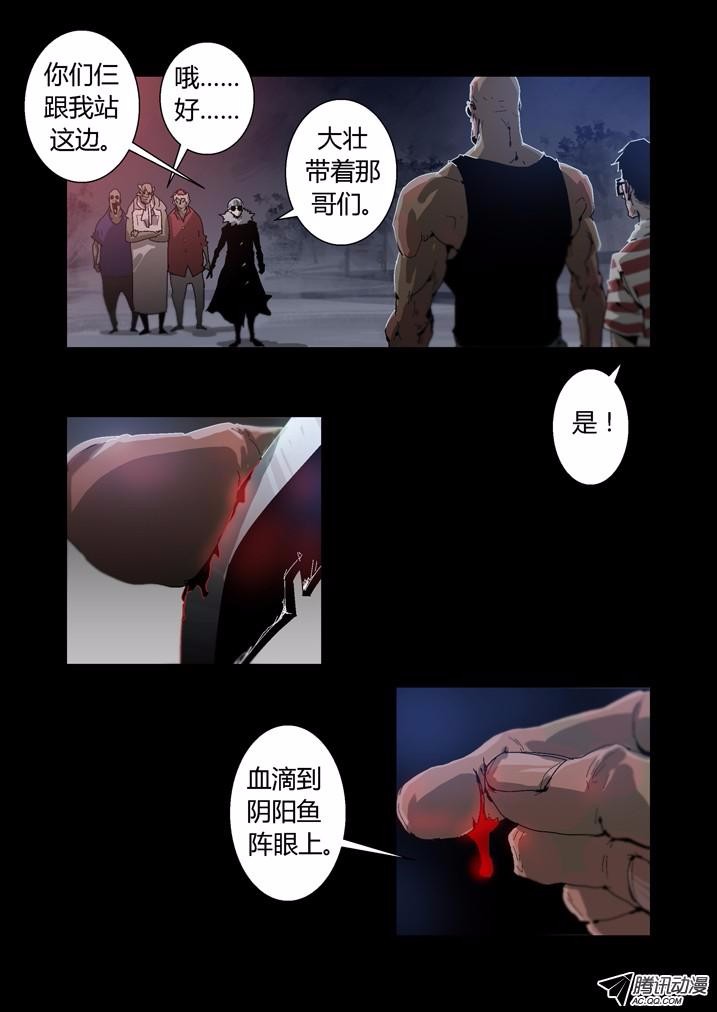 你们仨
跟我站
这边。
哦……
好……
大壮
带着那
哥们。
是！
血滴到
阴阳鱼
阵眼上。
腾讯动漫
AC.QQ.COM